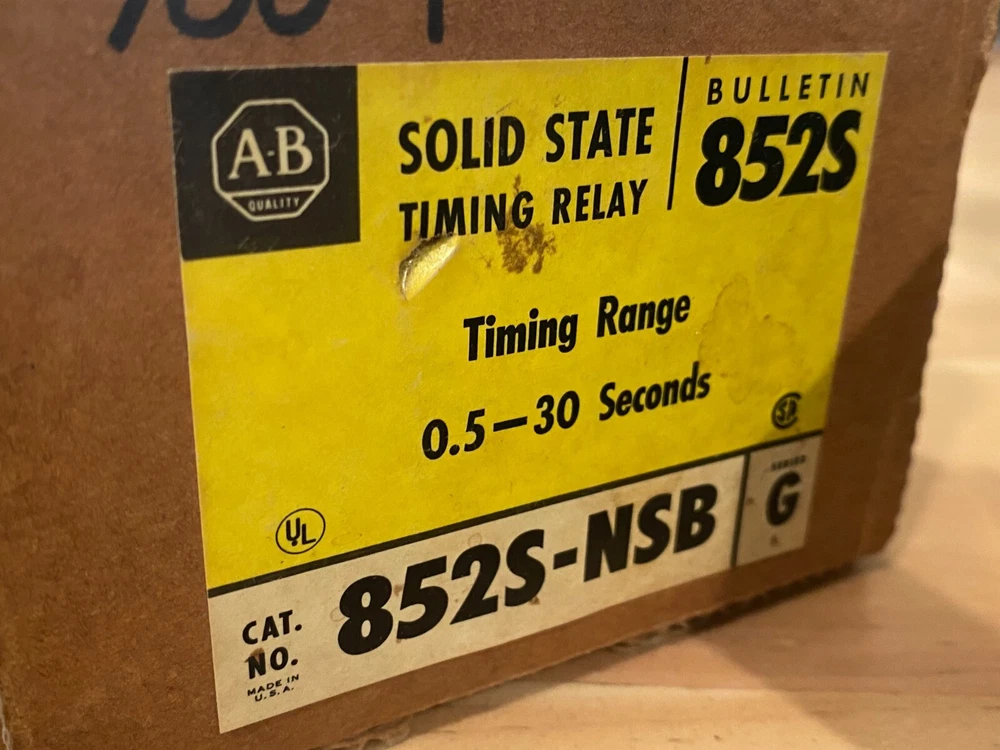 A-B
QUALITY
SOLID STATE
TIMING RELAY
BULLETIN
852S
Timing Range
0.5—30 Seconds
UL
CAT.
NO.
MADE IN
U.S.A.
852S-NSB
SERIES
G